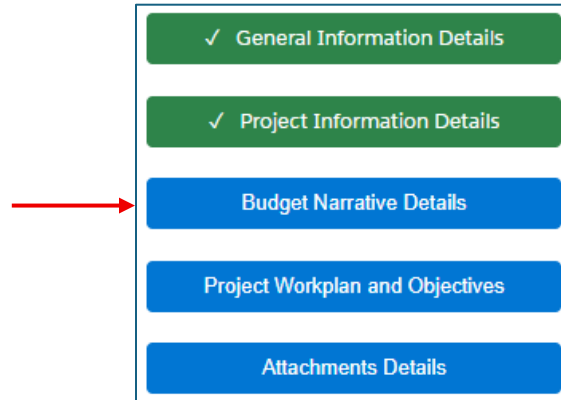 ✓ General Information Details
✓ Project Information Details
Budget Narrative Details
Project Workplan and Objectives
Attachments Details